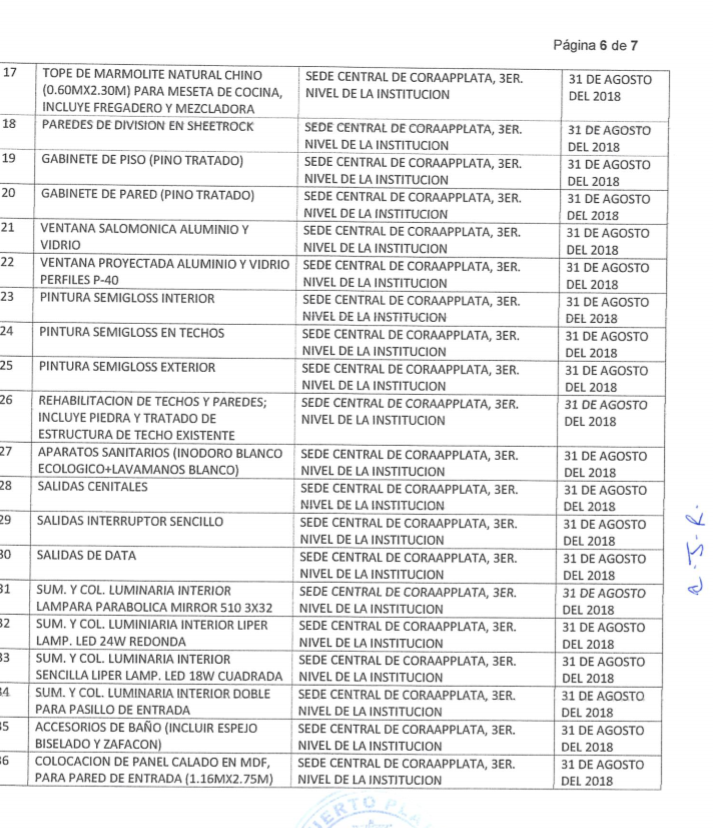 Página 6 de 7
17 TOPE DE MARMOLITE NATURAL CHINO SEDE CENTRAL DE CORAAPPLATA, 3ER. 31 DE AGOSTO
(0.60MX2.30M) PARA MESETA DE COCINA, NIVEL DE LA INSTITUCION DEL 2018
INCLUYE FREGADERO Y MEZCLADORA
18 PAREDES DE DIVISION EN SHEETROCK SEDE CENTRAL DE CORAAPPLATA, 3ER. 31 DE AGOSTO
NIVEL DE LA INSTITUCION DEL 2018
19 GABINETE DE PISO (PINO TRATADO) SEDE CENTRAL DE CORAAPPLATA, 3ER. 31 DE AGOSTO
NIVEL DE LA INSTITUCION DEL 2018
20 GABINETE DE PARED (PINO TRATADO) SEDE CENTRAL DE CORAAPPLATA, 3ER. 31 DE AGOSTO
NIVEL DE LA INSTITUCION DEL 2018
21 VENTANA SALOMONICA ALUMINIO Y SEDE CENTRAL DE CORAAPPLATA, 3ER. 31 DE AGOSTO
VIDRIO NIVEL DE LA INSTITUCION DEL 2018
22 VENTANA PROYECTADA ALUMINIO Y VIDRIO SEDE CENTRAL DE CORAAPPLATA, 3ER. 31 DE AGOSTO
PERFILES P-40 NIVEL DE LA INSTITUCION DEL 2018
23 PINTURA SEMIGLOSS INTERIOR SEDE CENTRAL DE CORAAPPLATA, 3ER. 31 DE AGOSTO
NIVEL DE LA INSTITUCION DEL 2018
24 PINTURA SEMIGLOSS EN TECHOS SEDE CENTRAL DE CORAAPPLATA, 3ER. 31 DE AGOSTO
NIVEL DE LA INSTITUCION DEL 2018
25 PINTURA SEMIGLOSS EXTERIOR SEDE CENTRAL DE CORAAPPLATA, 3ER. 31 DE AGOSTO
NIVEL DE LA INSTITUCION DEL 2018
26 REHABILITACION DE TECHOS Y PAREDES; SEDE CENTRAL DE CORAAPPLATA, 3ER. 31 DE AGOSTO
INCLUYE PIEDRA Y TRATADO DE NIVEL DE LA INSTITUCION DEL 2018
ESTRUCTURA DE TECHO EXISTENTE
27 APARATOS SANITARIOS (INODORO BLANCO SEDE CENTRAL DE CORAAPPLATA, 3ER. 31 DE AGOSTO
ECOLOGICO+LAVAMANOS BLANCO) NIVEL DE LA INSTITUCION DEL 2018
28 SALIDAS CENITALES SEDE CENTRAL DE CORAAPPLATA, 3ER. 31 DE AGOSTO
NIVEL DE LA INSTITUCION DEL 2018
29 SALIDAS INTERRUPTOR SENCILLO SEDE CENTRAL DE CORAAPPLATA, 3ER. 31 DE AGOSTO
NIVEL DE LA INSTITUCION DEL 2018
30 SALIDAS DE DATA SEDE CENTRAL DE CORAAPPLATA, 3ER. 31 DE AGOSTO
NIVEL DE LA INSTITUCION DEL 2018
31 SUM. Y COL. LUMINARIA INTERIOR SEDE CENTRAL DE CORAAPPLATA, 3ER. 31 DE AGOSTO
LAMPARA PARABOLICA MIRROR 510 3X32 NIVEL DE LA INSTITUCION DEL 2018
32 SUM. Y COL. LUMINIARIA INTERIOR LIPER SEDE CENTRAL DE CORAAPPLATA, 3ER. 31 DE AGOSTO
LAMP. LED 24W REDONDA NIVEL DE LA INSTITUCION DEL 2018
33 SUM. Y COL. LUMINARIA INTERIOR SEDE CENTRAL DE CORAAPPLATA, 3ER. 31 DE AGOSTO
SENCILLA LIPER LAMP. LED 18W CUADRADA NIVEL DE LA INSTITUCION DEL 2018
34 SUM. Y COL. LUMINARIA INTERIOR DOBLE SEDE CENTRAL DE CORAAPPLATA, 3ER. 31 DE AGOSTO
PARA PASILLO DE ENTRADA NIVEL DE LA INSTITUCION DEL 2018
35 ACCESORIOS DE BAÑO (INCLUIR ESPEJO SEDE CENTRAL DE CORAAPPLATA, 3ER. 31 DE AGOSTO
BISELADO Y ZAFACON) NIVEL DE LA INSTITUCION DEL 2018
36 COLOCACION DE PANEL CALADO EN MDF, SEDE CENTRAL DE CORAAPPLATA, 3ER. 31 DE AGOSTO
PARA PARED DE ENTRADA (1.16MX2.75M) NIVEL DE LA INSTITUCION DEL 2018